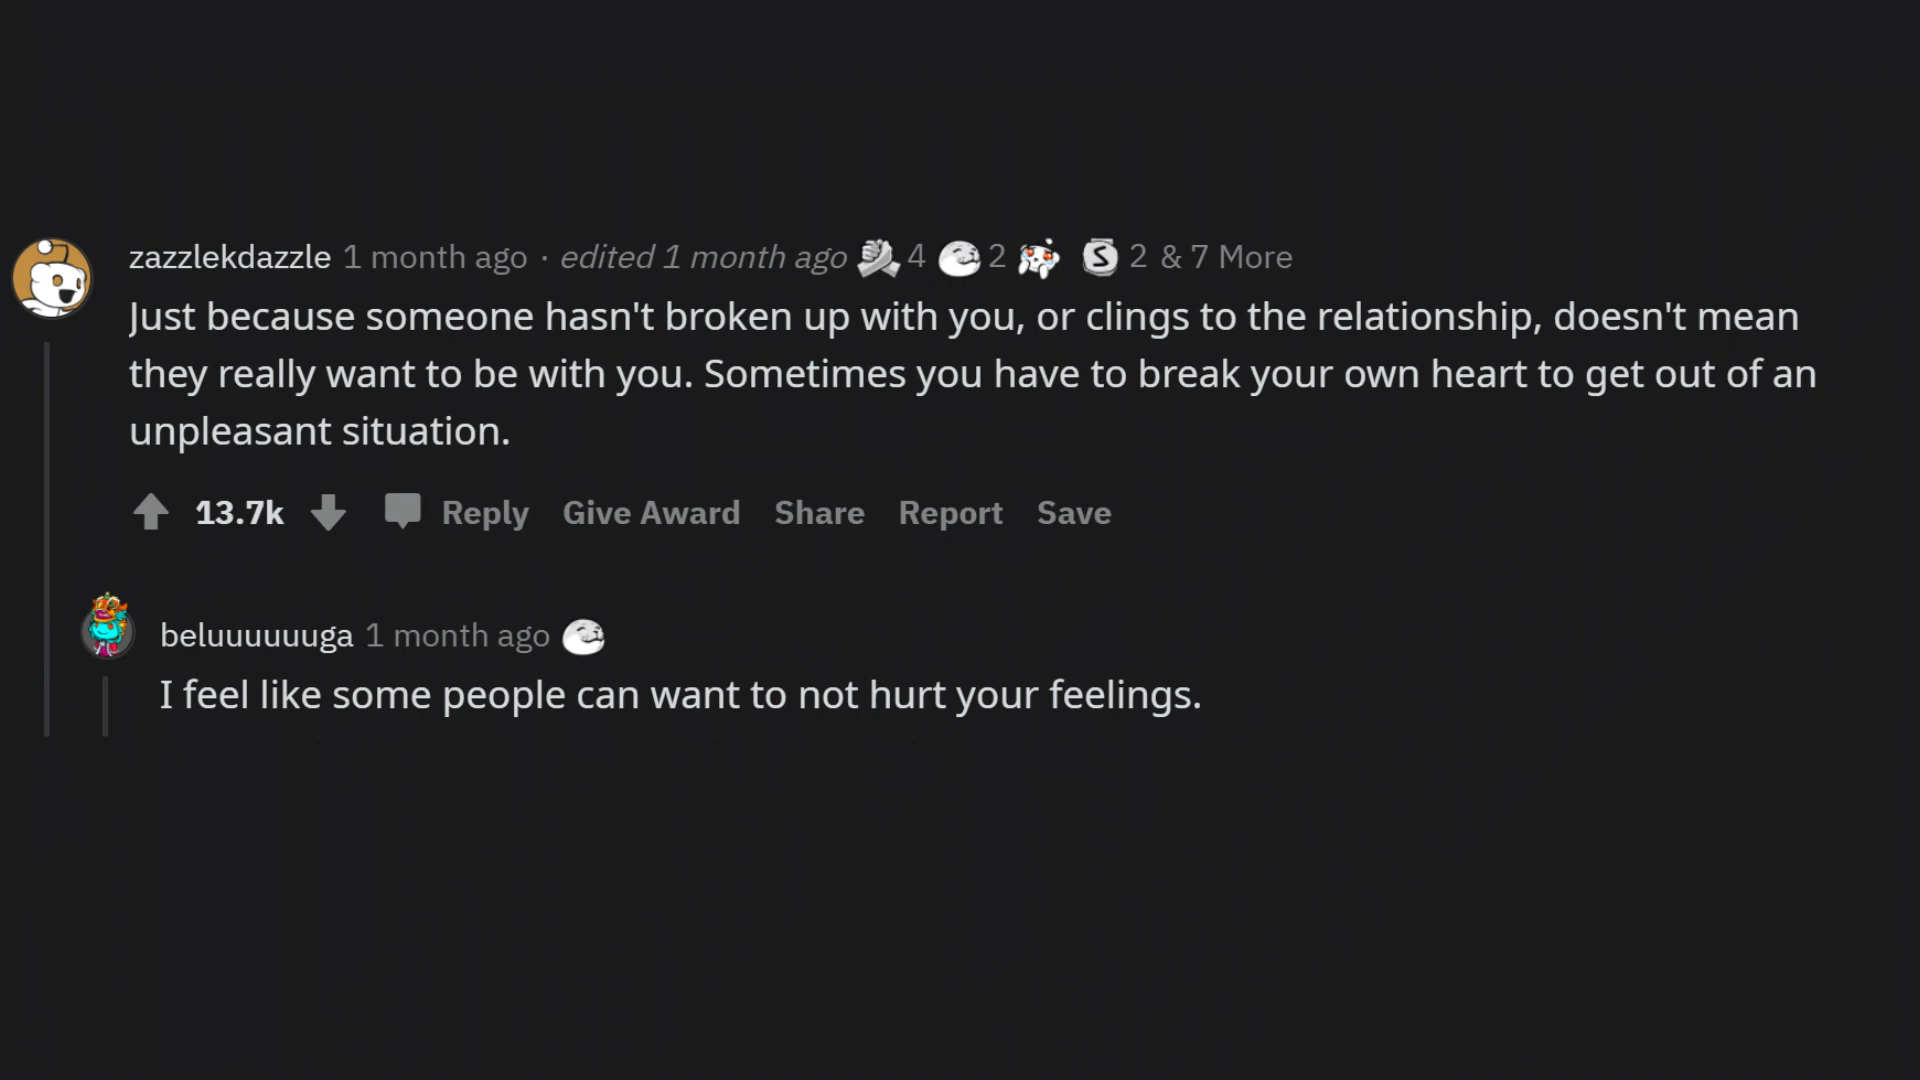 zazzlekdazzle 1 month ago · edited 1 month ago 4 2 S 2 & 7 More
Just because someone hasn't broken up with you, or clings to the relationship, doesn't mean
they really want to be with you. Sometimes you have to break your own heart to get out of an
unpleasant situation.
13.7k Reply Give Award Share Report Save
beluuuuuuga 1 month ago
I feel like some people can want to not hurt your feelings.